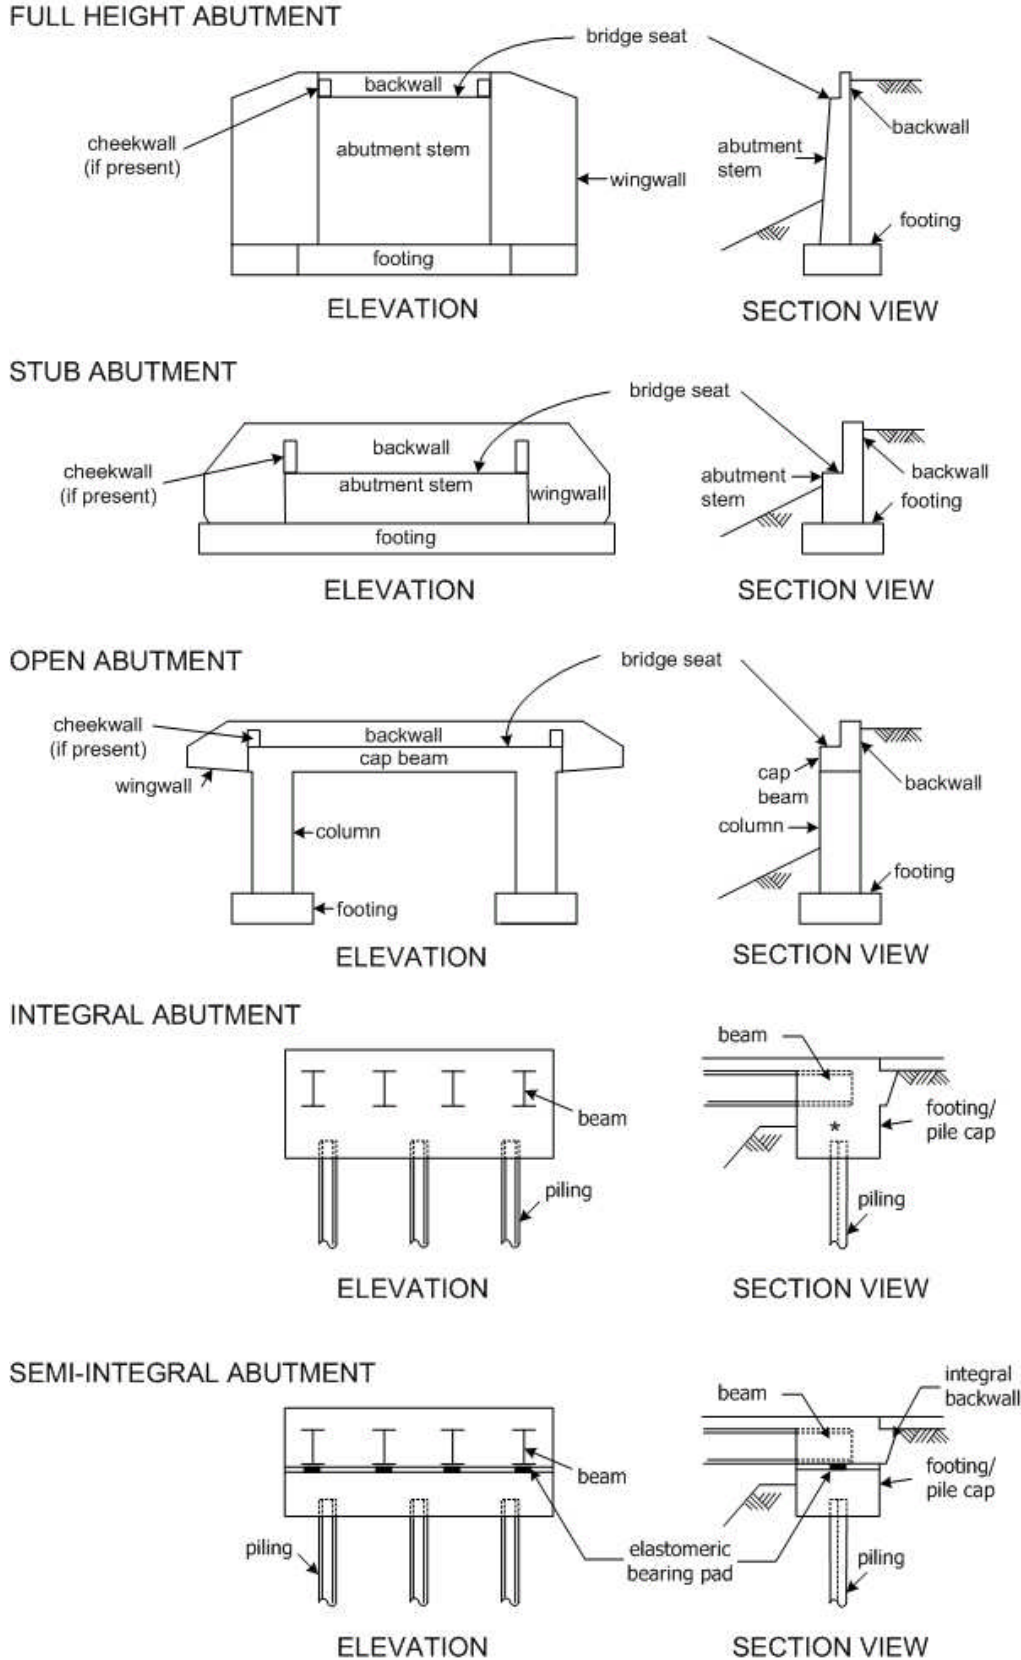 FULL HEIGHT ABUTMENT
bridge seat
backwall
cheekwall
(if present)
abutment stem
wingwall
footing
ELEVATION
backwall
abutment
stem
footing
SECTION VIEW
STUB ABUTMENT
bridge seat
backwall
cheekwall
(if present)
abutment stem
wingwall
footing
ELEVATION
backwall
abutment
stem
footing
SECTION VIEW
OPEN ABUTMENT
bridge seat
cheekwall
(if present)
backwall
cap beam
wingwall
column
footing
ELEVATION
cap
beam
backwall
column
footing
SECTION VIEW
INTEGRAL ABUTMENT
beam
piling
ELEVATION
beam
footing/
pile cap
*
piling
SECTION VIEW
SEMI-INTEGRAL ABUTMENT
beam
piling
elastomeric
bearing pad
ELEVATION
beam
integral
backwall
footing/
pile cap
piling
SECTION VIEW